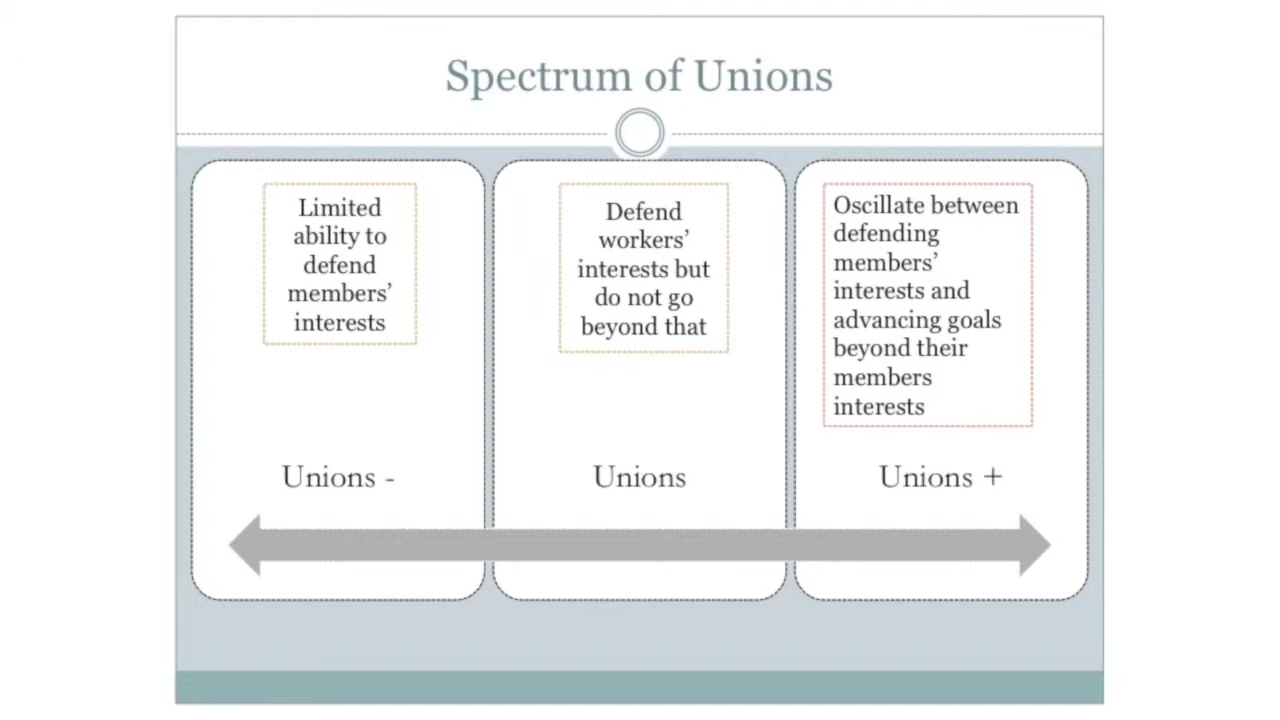 Spectrum of Unions
Limited
ability to
defend
members’
interests
Unions -
Defend
workers’
interests but
do not go
beyond that
Unions
Oscillate between
defending
members’
interests and
advancing goals
beyond their
members
interests
Unions +